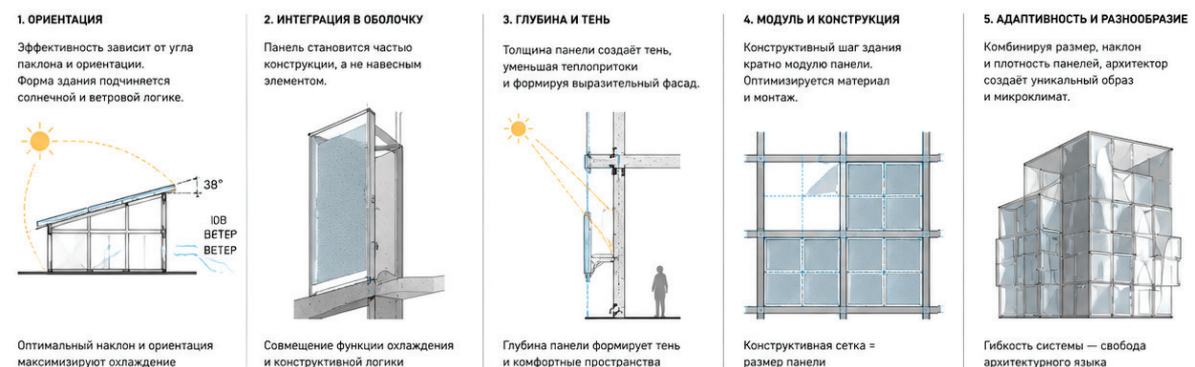 1. ОРИЕНТАЦИЯ
Эффективность зависит от угла
паклона и ориентации.
Форма здания подчиняется
солнечной и ветровой логике.
38°
IDB
ВЕТЕР
ВЕТЕР
Оптимальный наклон и ориентация
максимизируют охлаждение
2. ИНТЕГРАЦИЯ В ОБОЛОЧКУ
Панель становится частью
конструкции, а не навесным
элементом.
Совмещение функции охлаждения
и конструктивной логики
3. ГЛУБИНА И ТЕНЬ
Толщина панели создаёт тень,
уменьшая теплопритоки
и формируя выразительный фасад.
Глубина панели формирует тень
и комфортные пространства
4. МОДУЛЬ И КОНСТРУКЦИЯ
Конструктивный шаг здания
кратно модулю панели.
Оптимизируется материал
и монтаж.
Конструктивная сетка =
размер панели
5. АДАПТИВНОСТЬ И РАЗНООБРАЗИЕ
Комбинируя размер, наклон
и плотность панелей, архитектор
создаёт уникальный образ
и микроклимат.
Гибкость системы — свобода
архитектурного языка